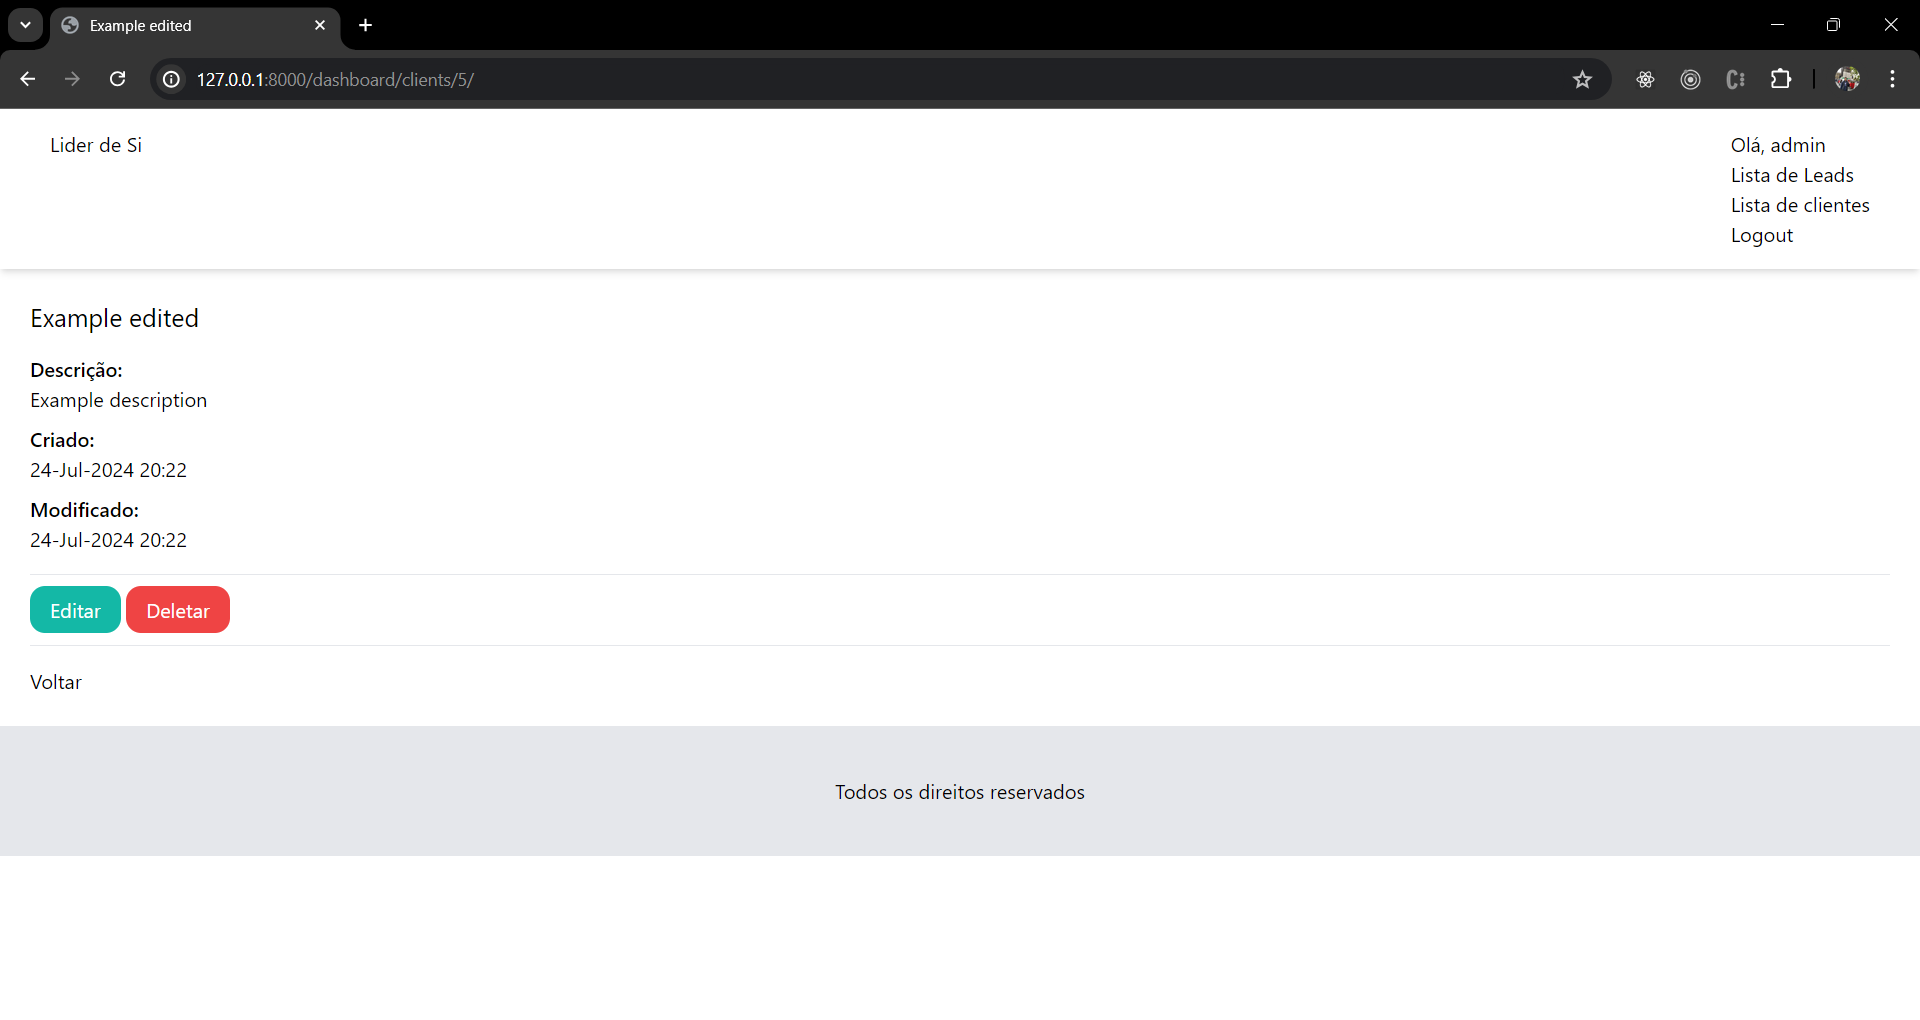 Example edited
127.0.0.1:8000/dashboard/clients/5/
Lider de Si
Olá, admin
Lista de Leads
Lista de clientes
Logout
Example edited
Descrição:
Example description
Criado:
24-Jul-2024 20:22
Modificado:
24-Jul-2024 20:22
Editar Deletar
Voltar
Todos os direitos reservados